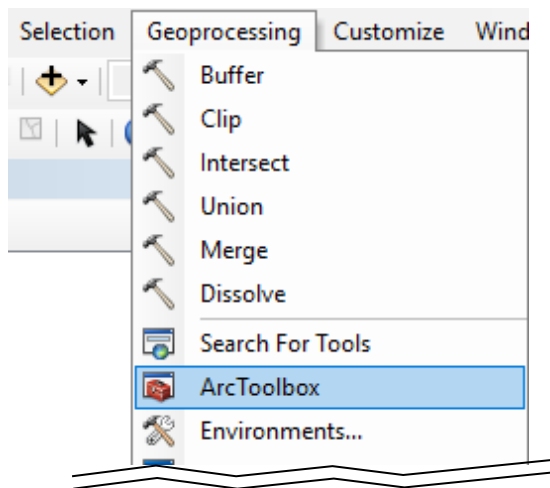 Selection Geoprocessing Customize Wind
Buffer
Clip
Intersect
Union
Merge
Dissolve
Search For Tools
ArcToolbox
Environments...